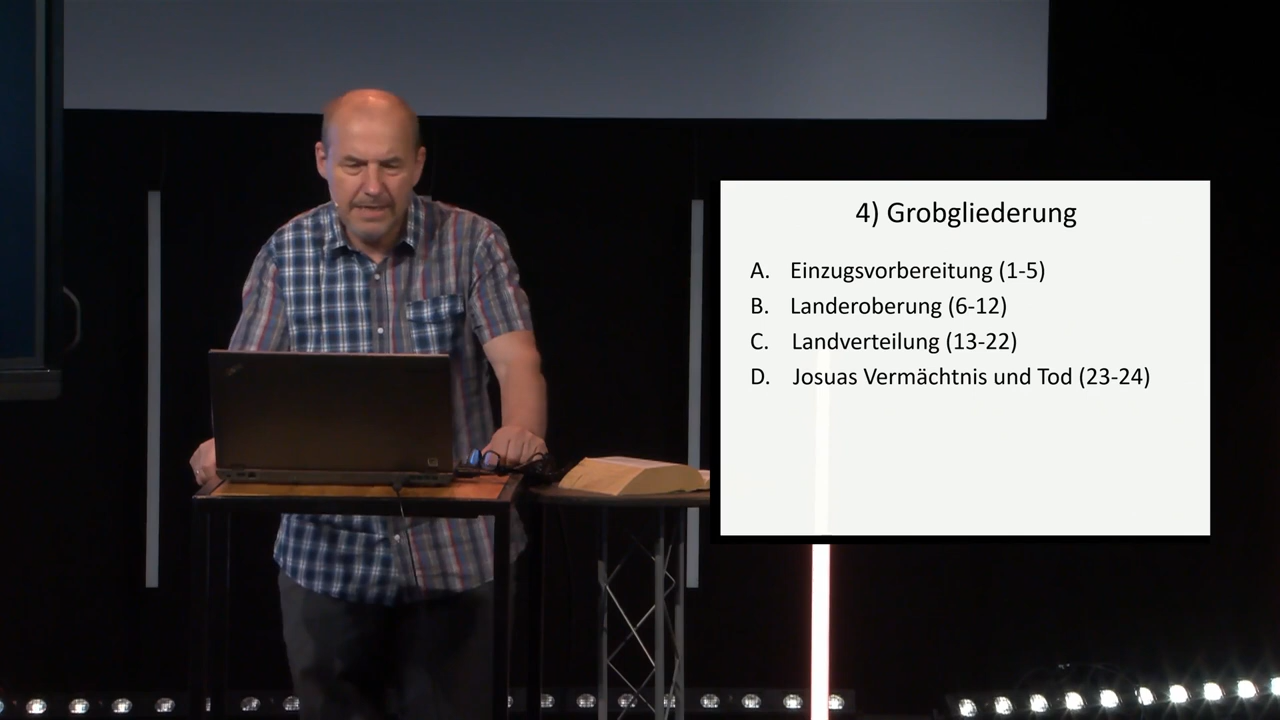 4) Grobgliederung
A. Einzugsvorbereitung (1-5)
B. Landeroberung (6-12)
C. Landverteilung (13-22)
D. Josuas Vermächtnis und Tod (23-24)